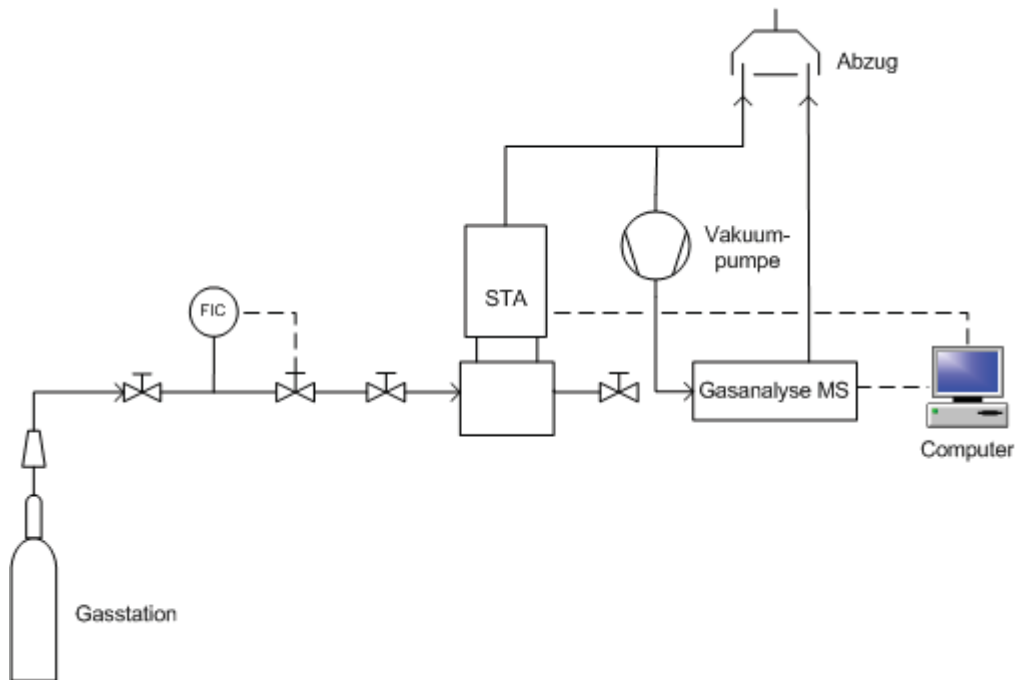 Abzug
Vakuum-
pumpe
STA
FIC
Gasanalyse MS
Computer
Gasstation